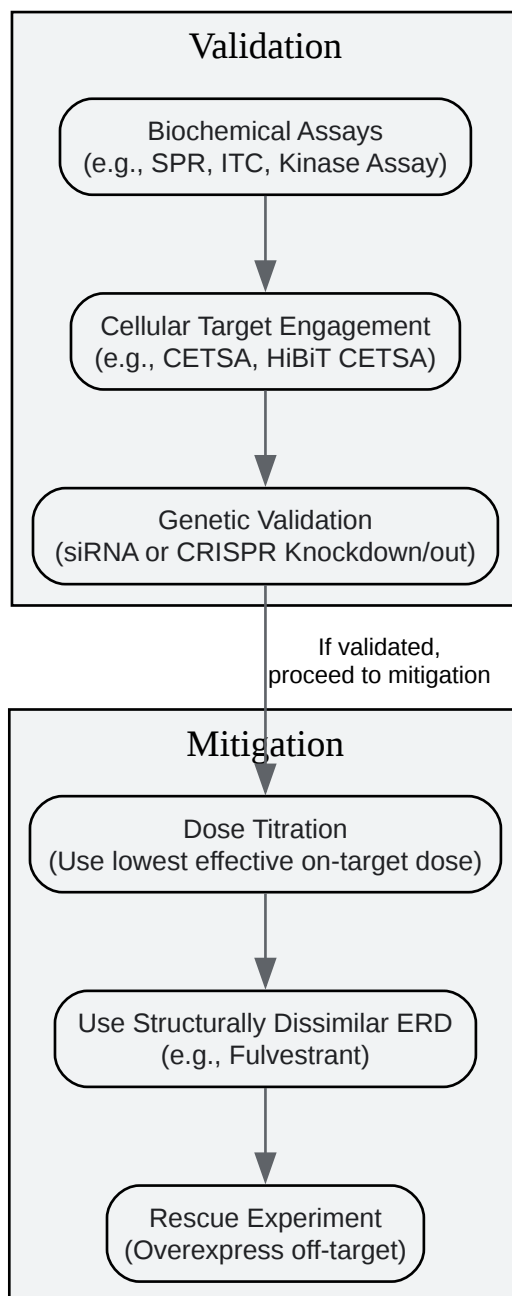 Validation
Biochemical Assays
(e.g., SPR, ITC, Kinase Assay)
Cellular Target Engagement
(e.g., CETSA, HiBiT CETSA)
Genetic Validation
(siRNA or CRISPR Knockdown/out)
If validated,
proceed to mitigation
Mitigation
Dose Titration
(Use lowest effective on-target dose)
Use Structurally Dissimilar ERD
(e.g., Fulvestrant)
Rescue Experiment
(Overexpress off-target)